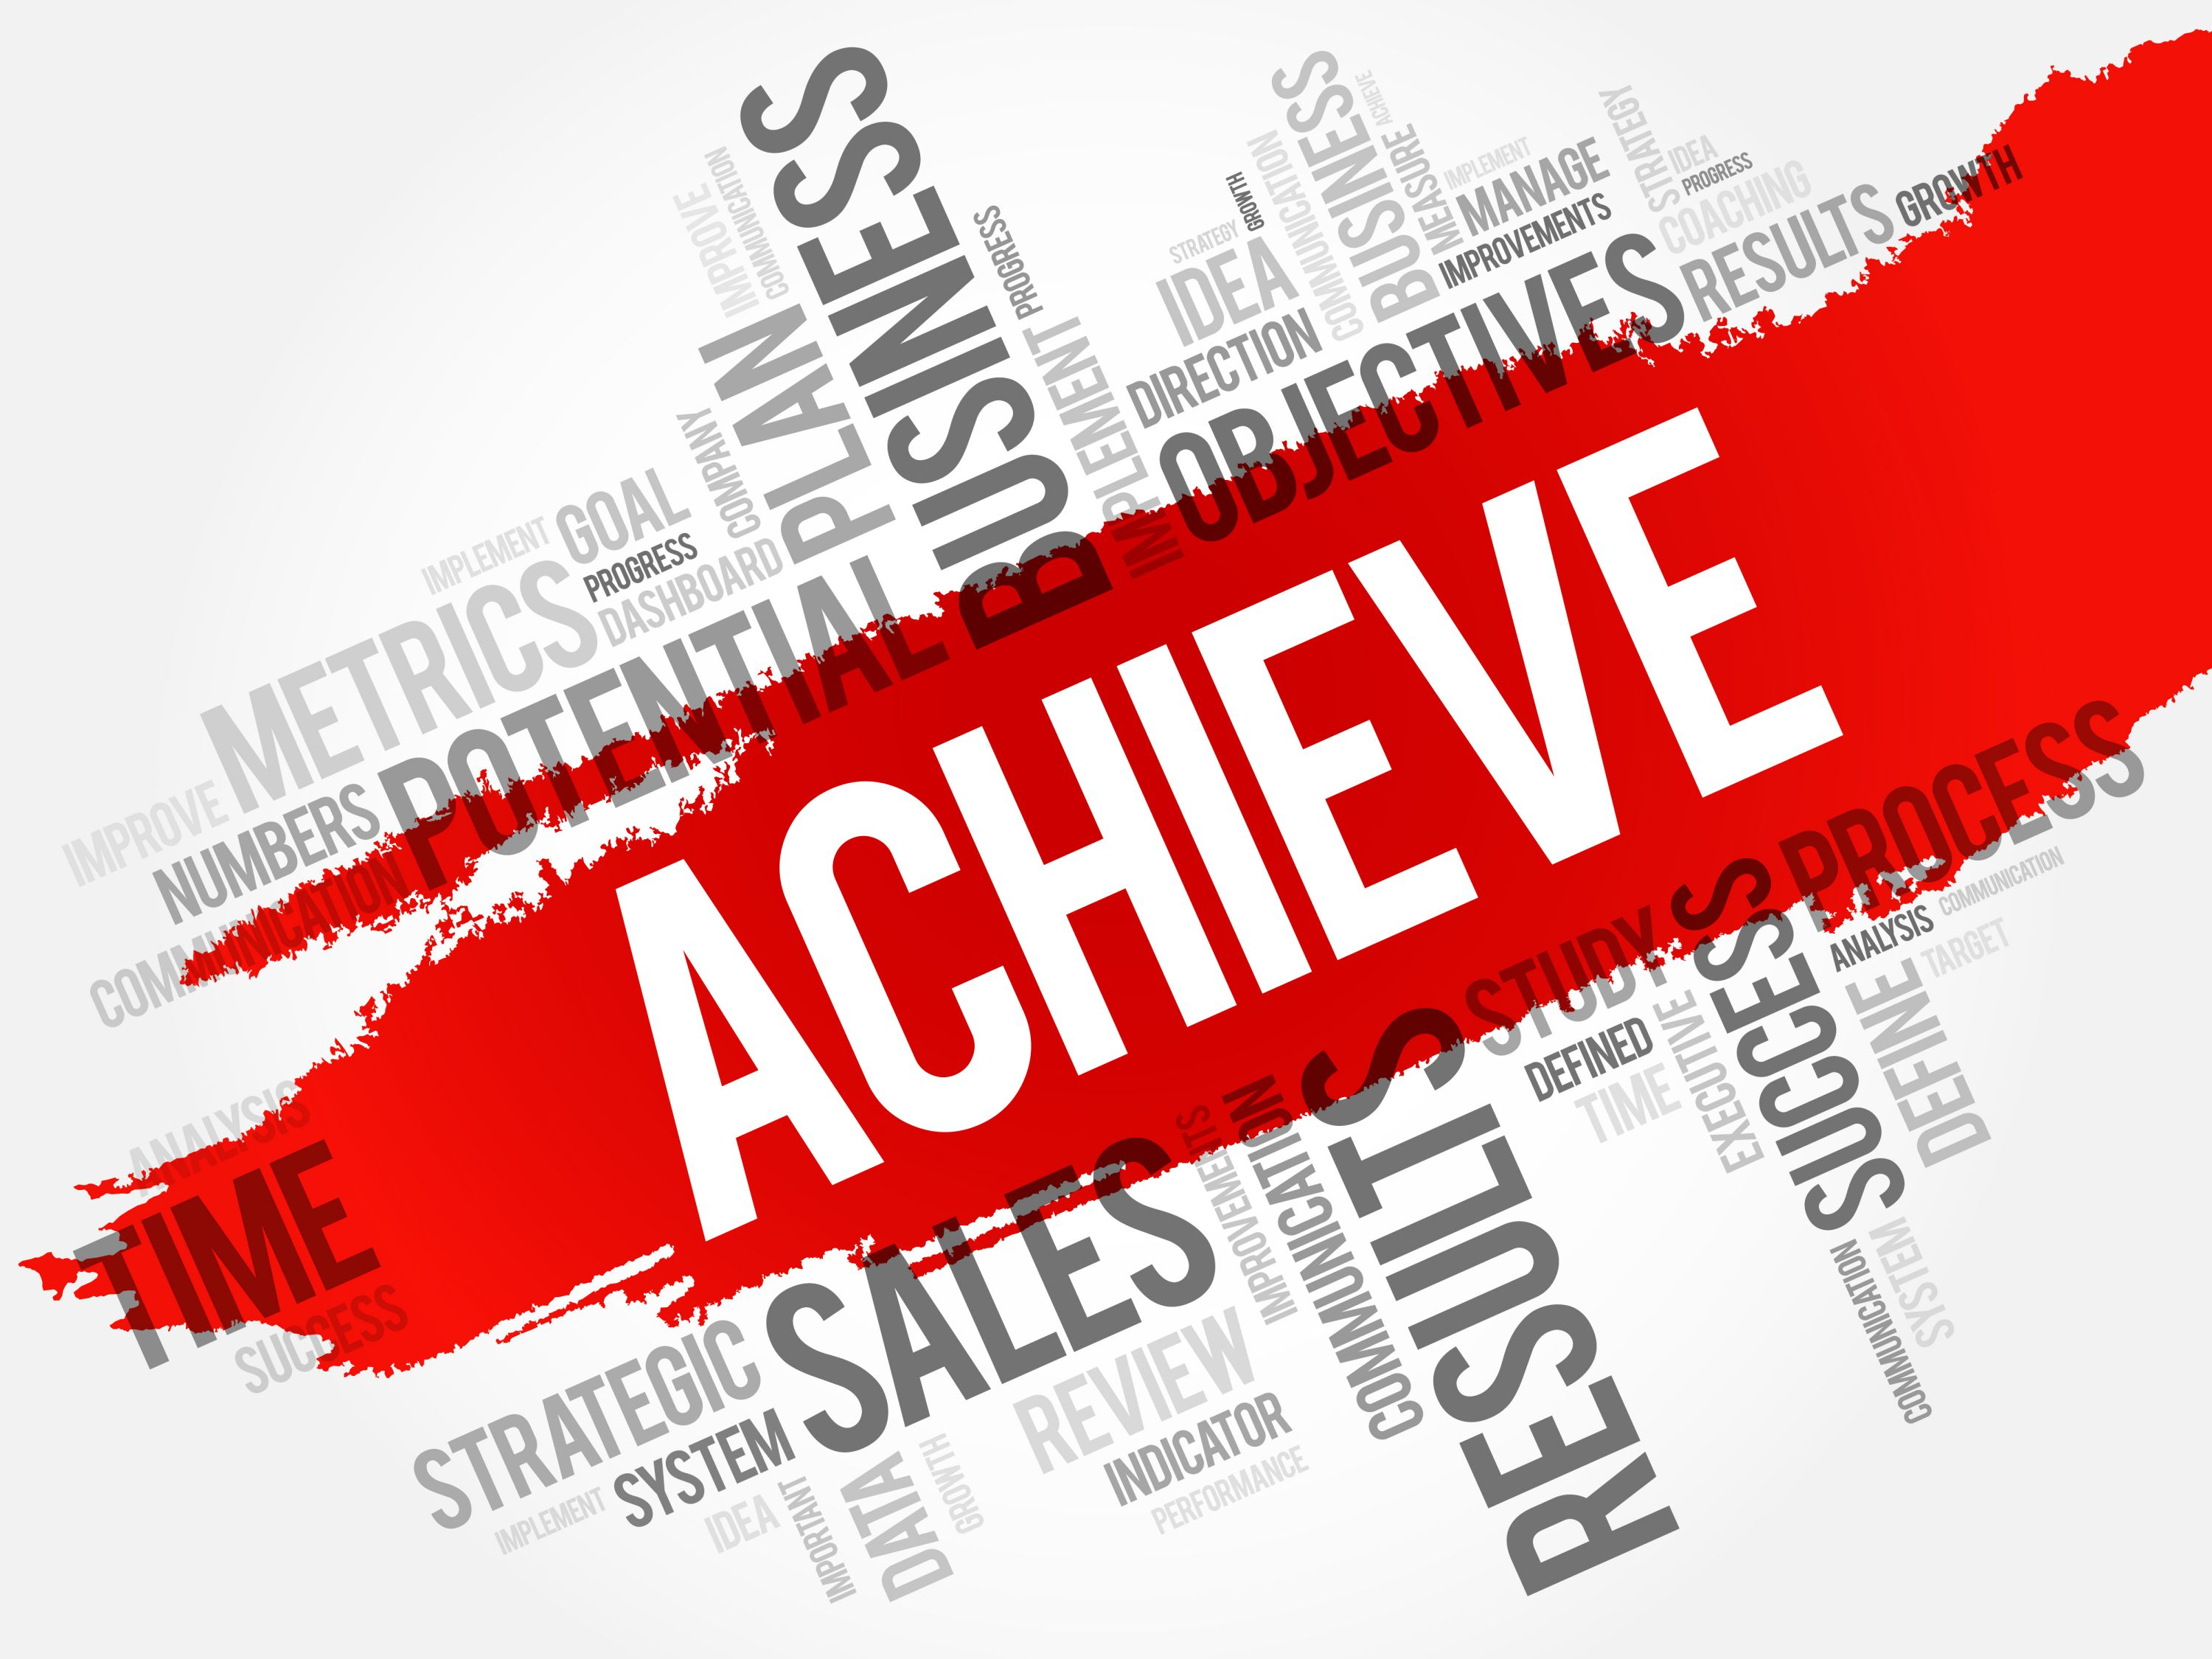 IMPROVE
COMMUNICATION
PLAN
BUSINESS
PROGRESS
COMPANY
IMPLEMENT
GOAL
PROGRESS
DASHBOARD
METRICS
IMPROVE
NUMBERS
POTENTIAL
COMMUNICATION
IMPLEMENT
STRATEGY
GROWTH
IDEA
COMMUNICATION
DIRECTION
BUSINESS
ACHIEVE
MEASURE
IMPLEMENT
MANAGE
IMPROVEMENTS
STRATEGY
IDEA
PROGRESS
COACHING
OBJECTIVES
RESULTS
GROWTH
ACHIEVE
ANALYSIS
TIME
SUCCESS
STRATEGIC
IMPLEMENT
SYSTEM
SALES
IDEA
IMPORTANT
DATA
GROWTH
REVIEW
INDICATOR
PERFORMANCE
IMPROVEMENTS
COMMUNICATION
RESULTS
STUDY
DEFINED
TIME
EXECUTIVE
SUCCESS
PROCESS
ANALYSIS
COMMUNICATION
TARGET
DEFINE
SYSTEM
COMMUNICATION